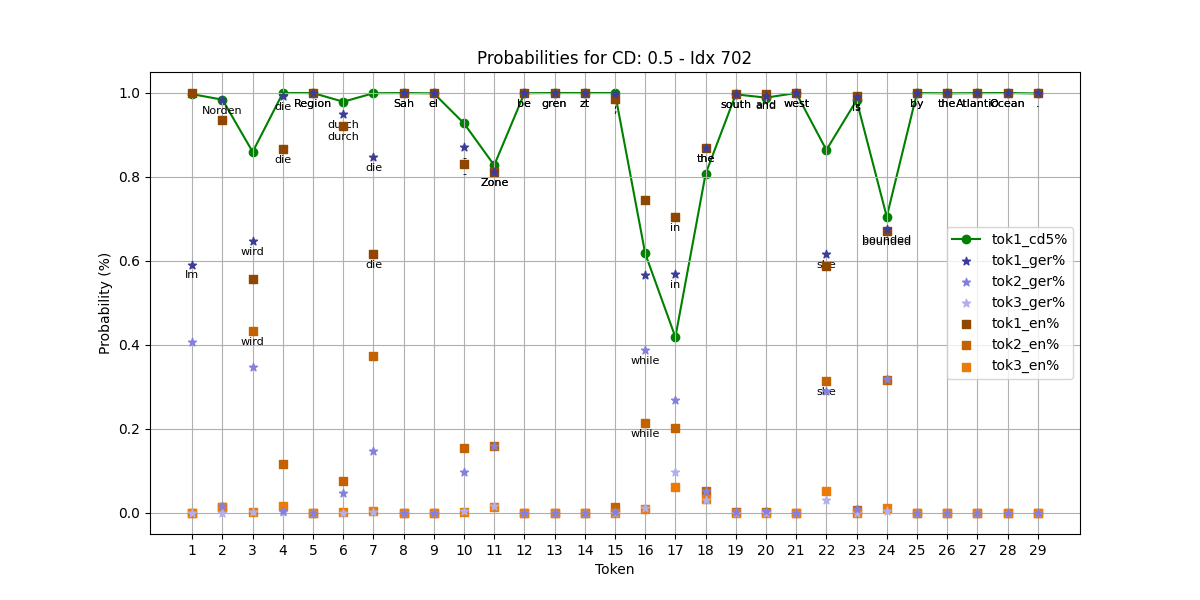 Probabilities for CD: 0.5 - Idx 702
Probability (%)
1.0
0.8
0.6
0.4
0.2
0.0
Im
Norden
wird
wird
die
die
Region
durch
durch
die
die
Sah
el
-
-
Zone
be
gren
zt
,
while
while
in
in
the
south
and
west
she
she
is
bounded
bounded
by
the
Atlantic
Ocean
.
tok1_cd5%
tok1_ger%
tok2_ger%
tok3_ger%
tok1_en%
tok2_en%
tok3_en%
1 2 3 4 5 6 7 8 9 10 11 12 13 14 15 16 17 18 19 20 21 22 23 24 25 26 27 28 29
Token